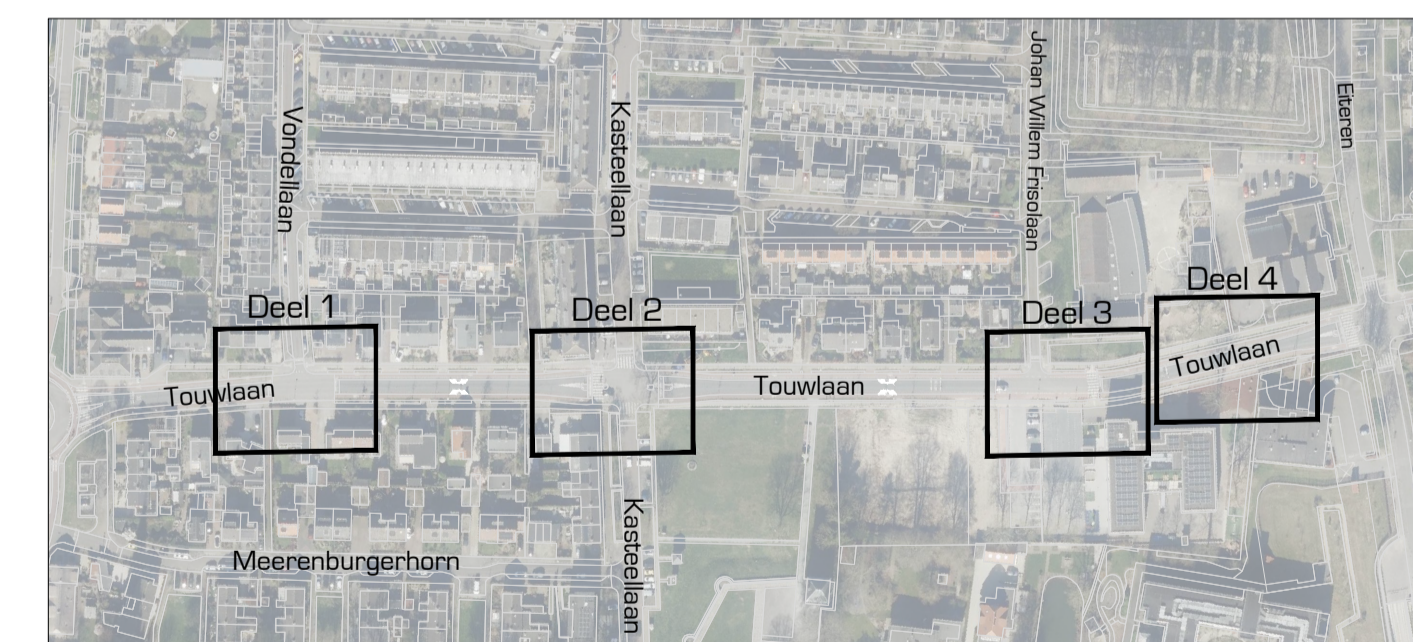 Vondellaan
Kasteellaan
Johan Willem Frisolaan
Eiteren
Deel 1
Deel 2
Deel 3
Deel 4
Touwlaan
Touwlaan
Touwlaan
Kasteellaan
Meerenburgerhorn